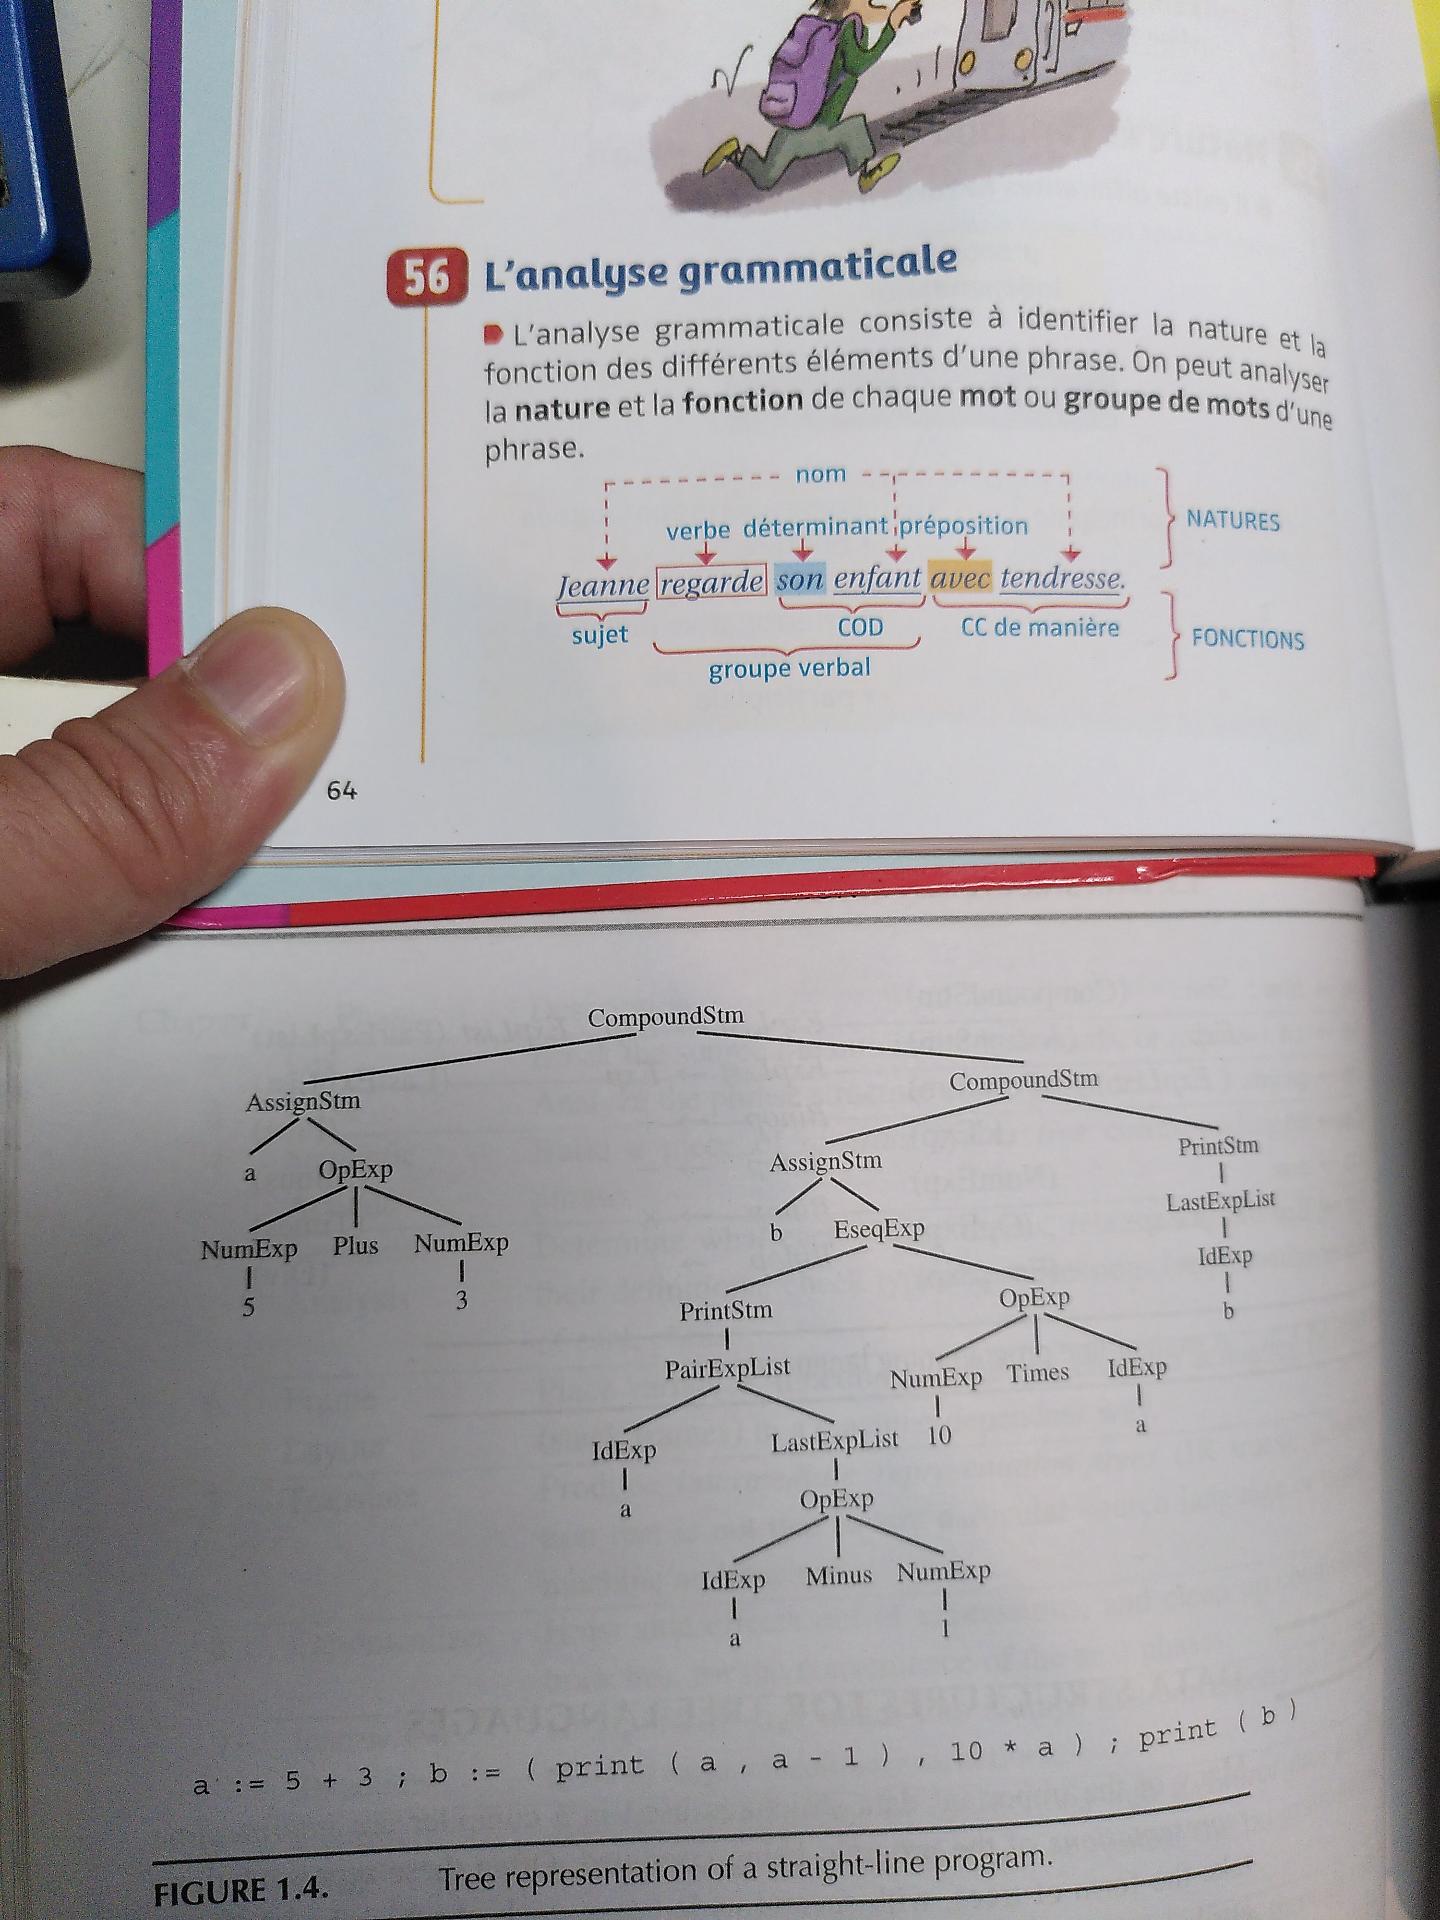 56 L'analyse grammaticale
L'analyse grammaticale consiste à identifier la nature et la
fonction des différents éléments d'une phrase. On peut analyser
la nature et la fonction de chaque mot ou groupe de mots d'une
phrase.
nom
verbe déterminant préposition
NATURES
Jeanne regarde son enfant avec tendresse.
sujet COD CC de manière
FONCTIONS
groupe verbal
64
CompoundStm
AssignStm CompoundStm
a OpExp AssignStm PrintStm
NumExp Plus NumExp b EseqExp LastExpList
5 3 PrintStm OpExp IdExp
PairExpList NumExp Times IdExp b
IdExp LastExpList 10 a
a OpExp
IdExp Minus NumExp
a 1
a := 5 + 3 ; b := ( print ( a , a - 1 ) , 10 * a ) ; print ( b )
FIGURE 1.4. Tree representation of a straight-line program.